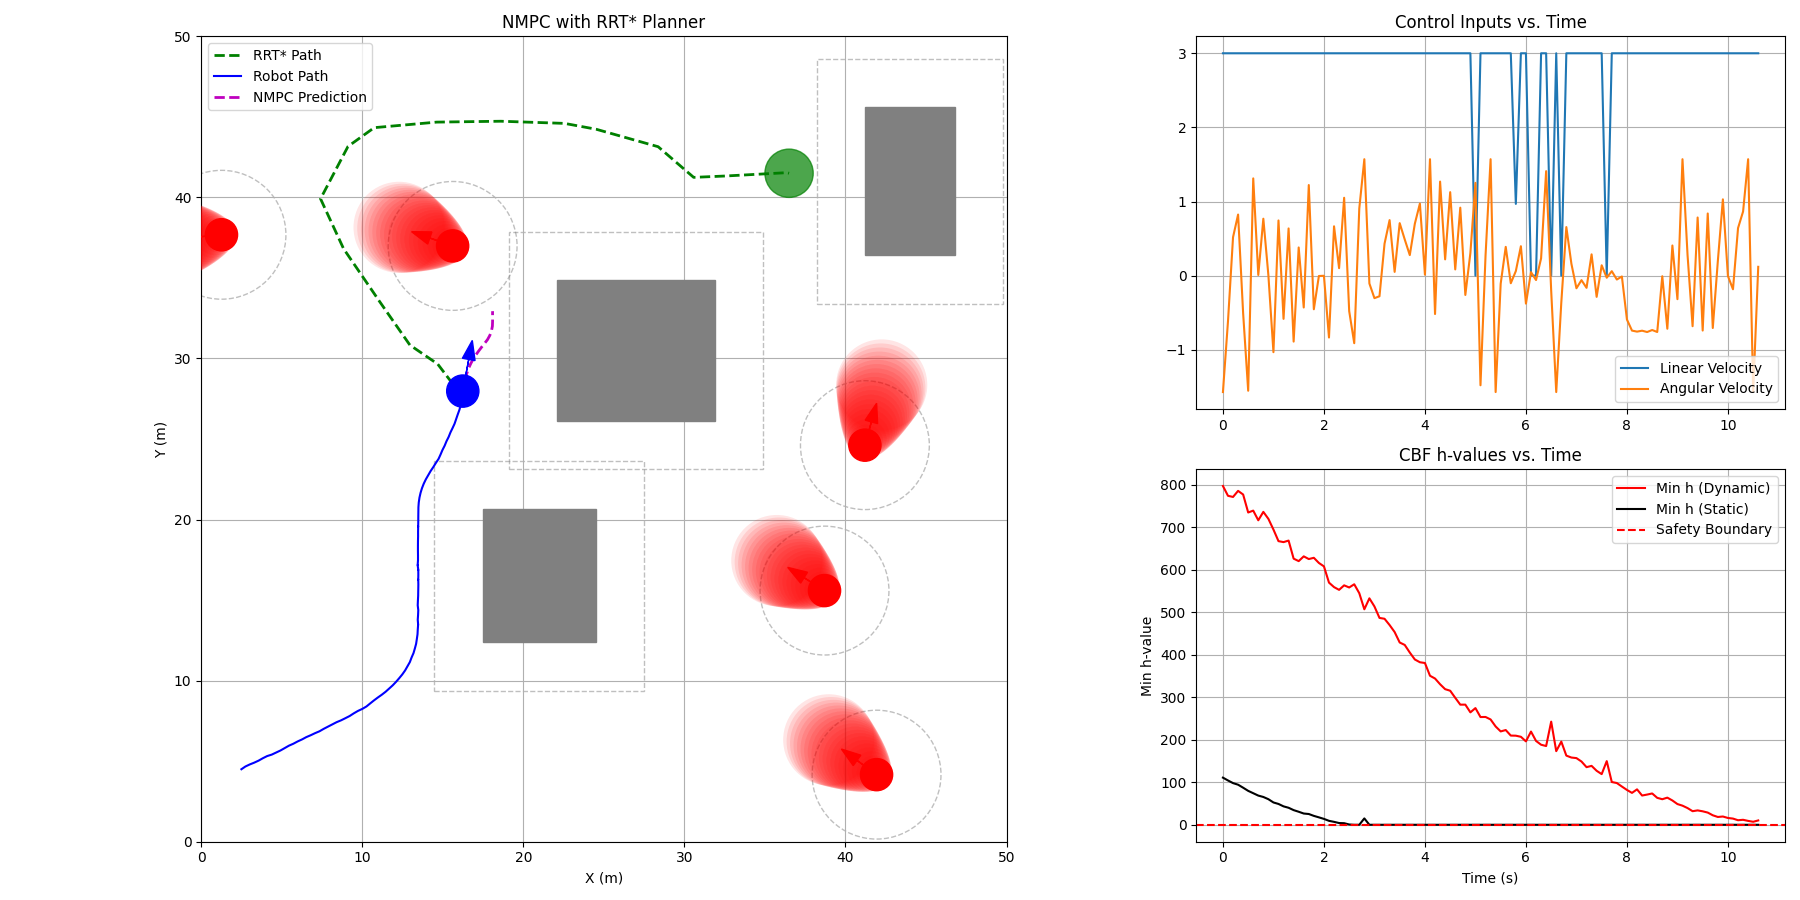 NMPC with RRT* Planner
50
40
30
20
10
0
Y (m)
RRT* Path
Robot Path
NMPC Prediction
0 10 20 30 40 50
X (m)
Control Inputs vs. Time
3
2
1
0
−1
Linear Velocity
Angular Velocity
0 2 4 6 8 10
CBF h-values vs. Time
800
700
600
500
400
300
200
100
0
Min h-value
Min h (Dynamic)
Min h (Static)
Safety Boundary
0 2 4 6 8 10
Time (s)